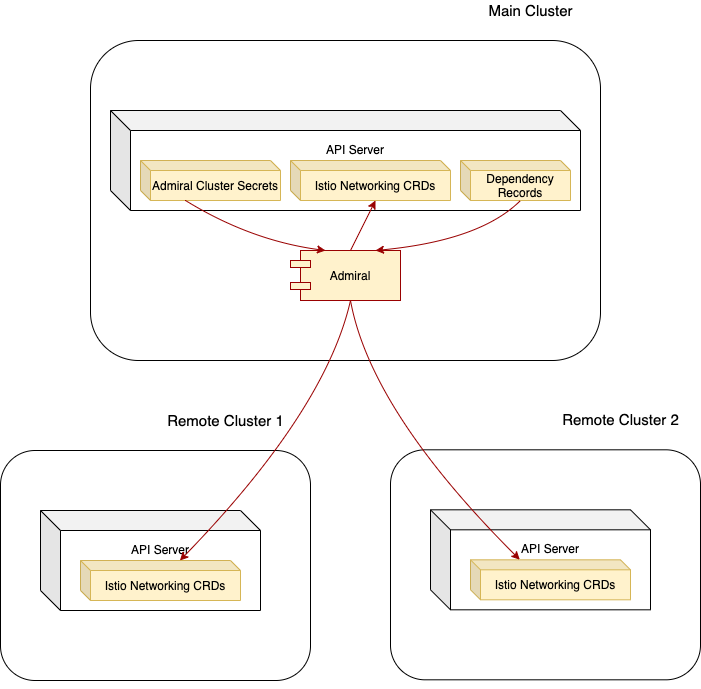 Main Cluster
API Server
Admiral Cluster Secrets
Istio Networking CRDs
Dependency
Records
Admiral
Remote Cluster 1
Remote Cluster 2
API Server
Istio Networking CRDs
API Server
Istio Networking CRDs